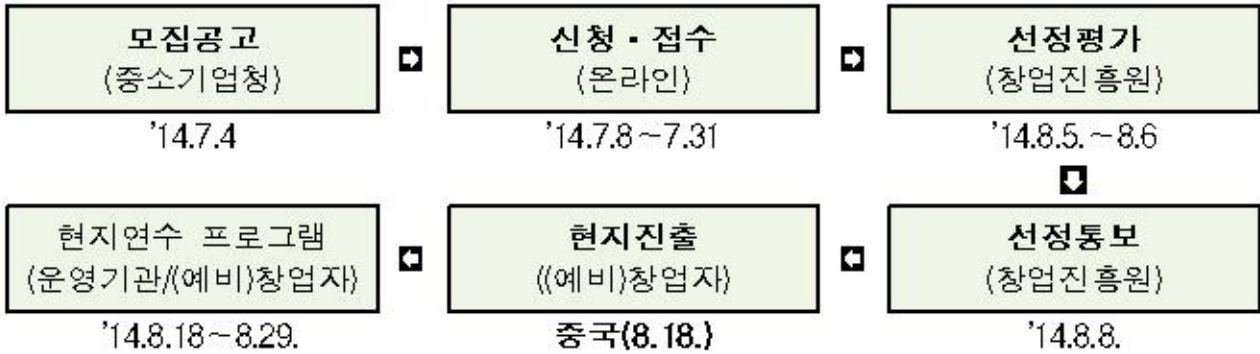 모집공고
(중소기업청)
'14.7.4
신청·접수
(온라인)
'14.7.8~7.31
선정평가
(창업진흥원)
'14.8.5.~8.6
선정통보
(창업진흥원)
'14.8.8.
현지진출
((예비)창업자)
중국(8.18.)
현지연수 프로그램
(운영기관/(예비)창업자)
'14.8.18~8.29.